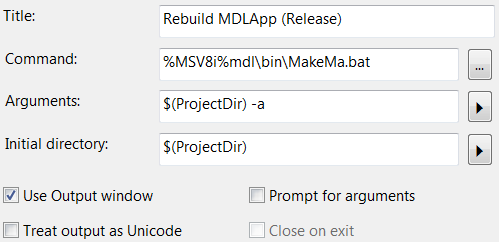 Title: Rebuild MDLApp (Release)
Command: %MSV8i%mdl\bin\MakeMa.bat ...
Arguments: $(ProjectDir) -a
Initial directory: $(ProjectDir)
Use Output window Prompt for arguments
Treat output as Unicode Close on exit